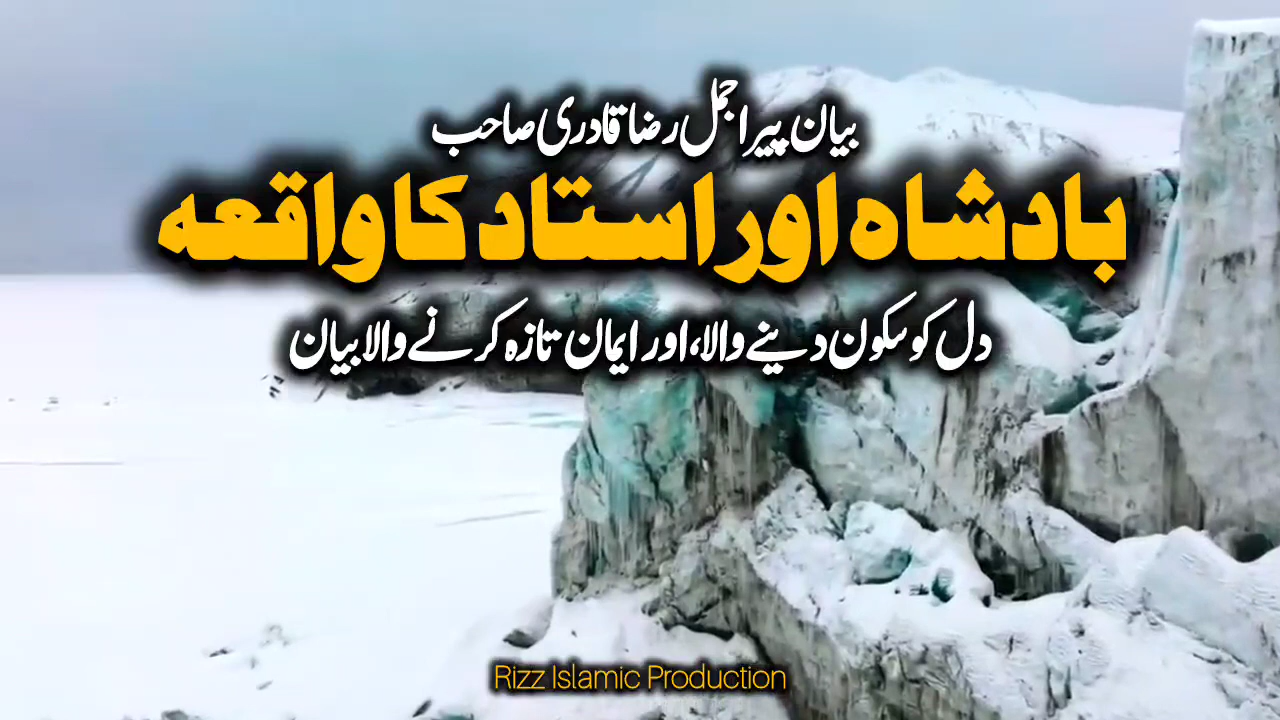 بیان پیر اجمل رضا قادری صاحب
بادشاہ اور استاد کا واقعہ
دل کو سکون دینے والا، اور ایمان تازہ کرنے والا بیان
Rizz Islamic Production